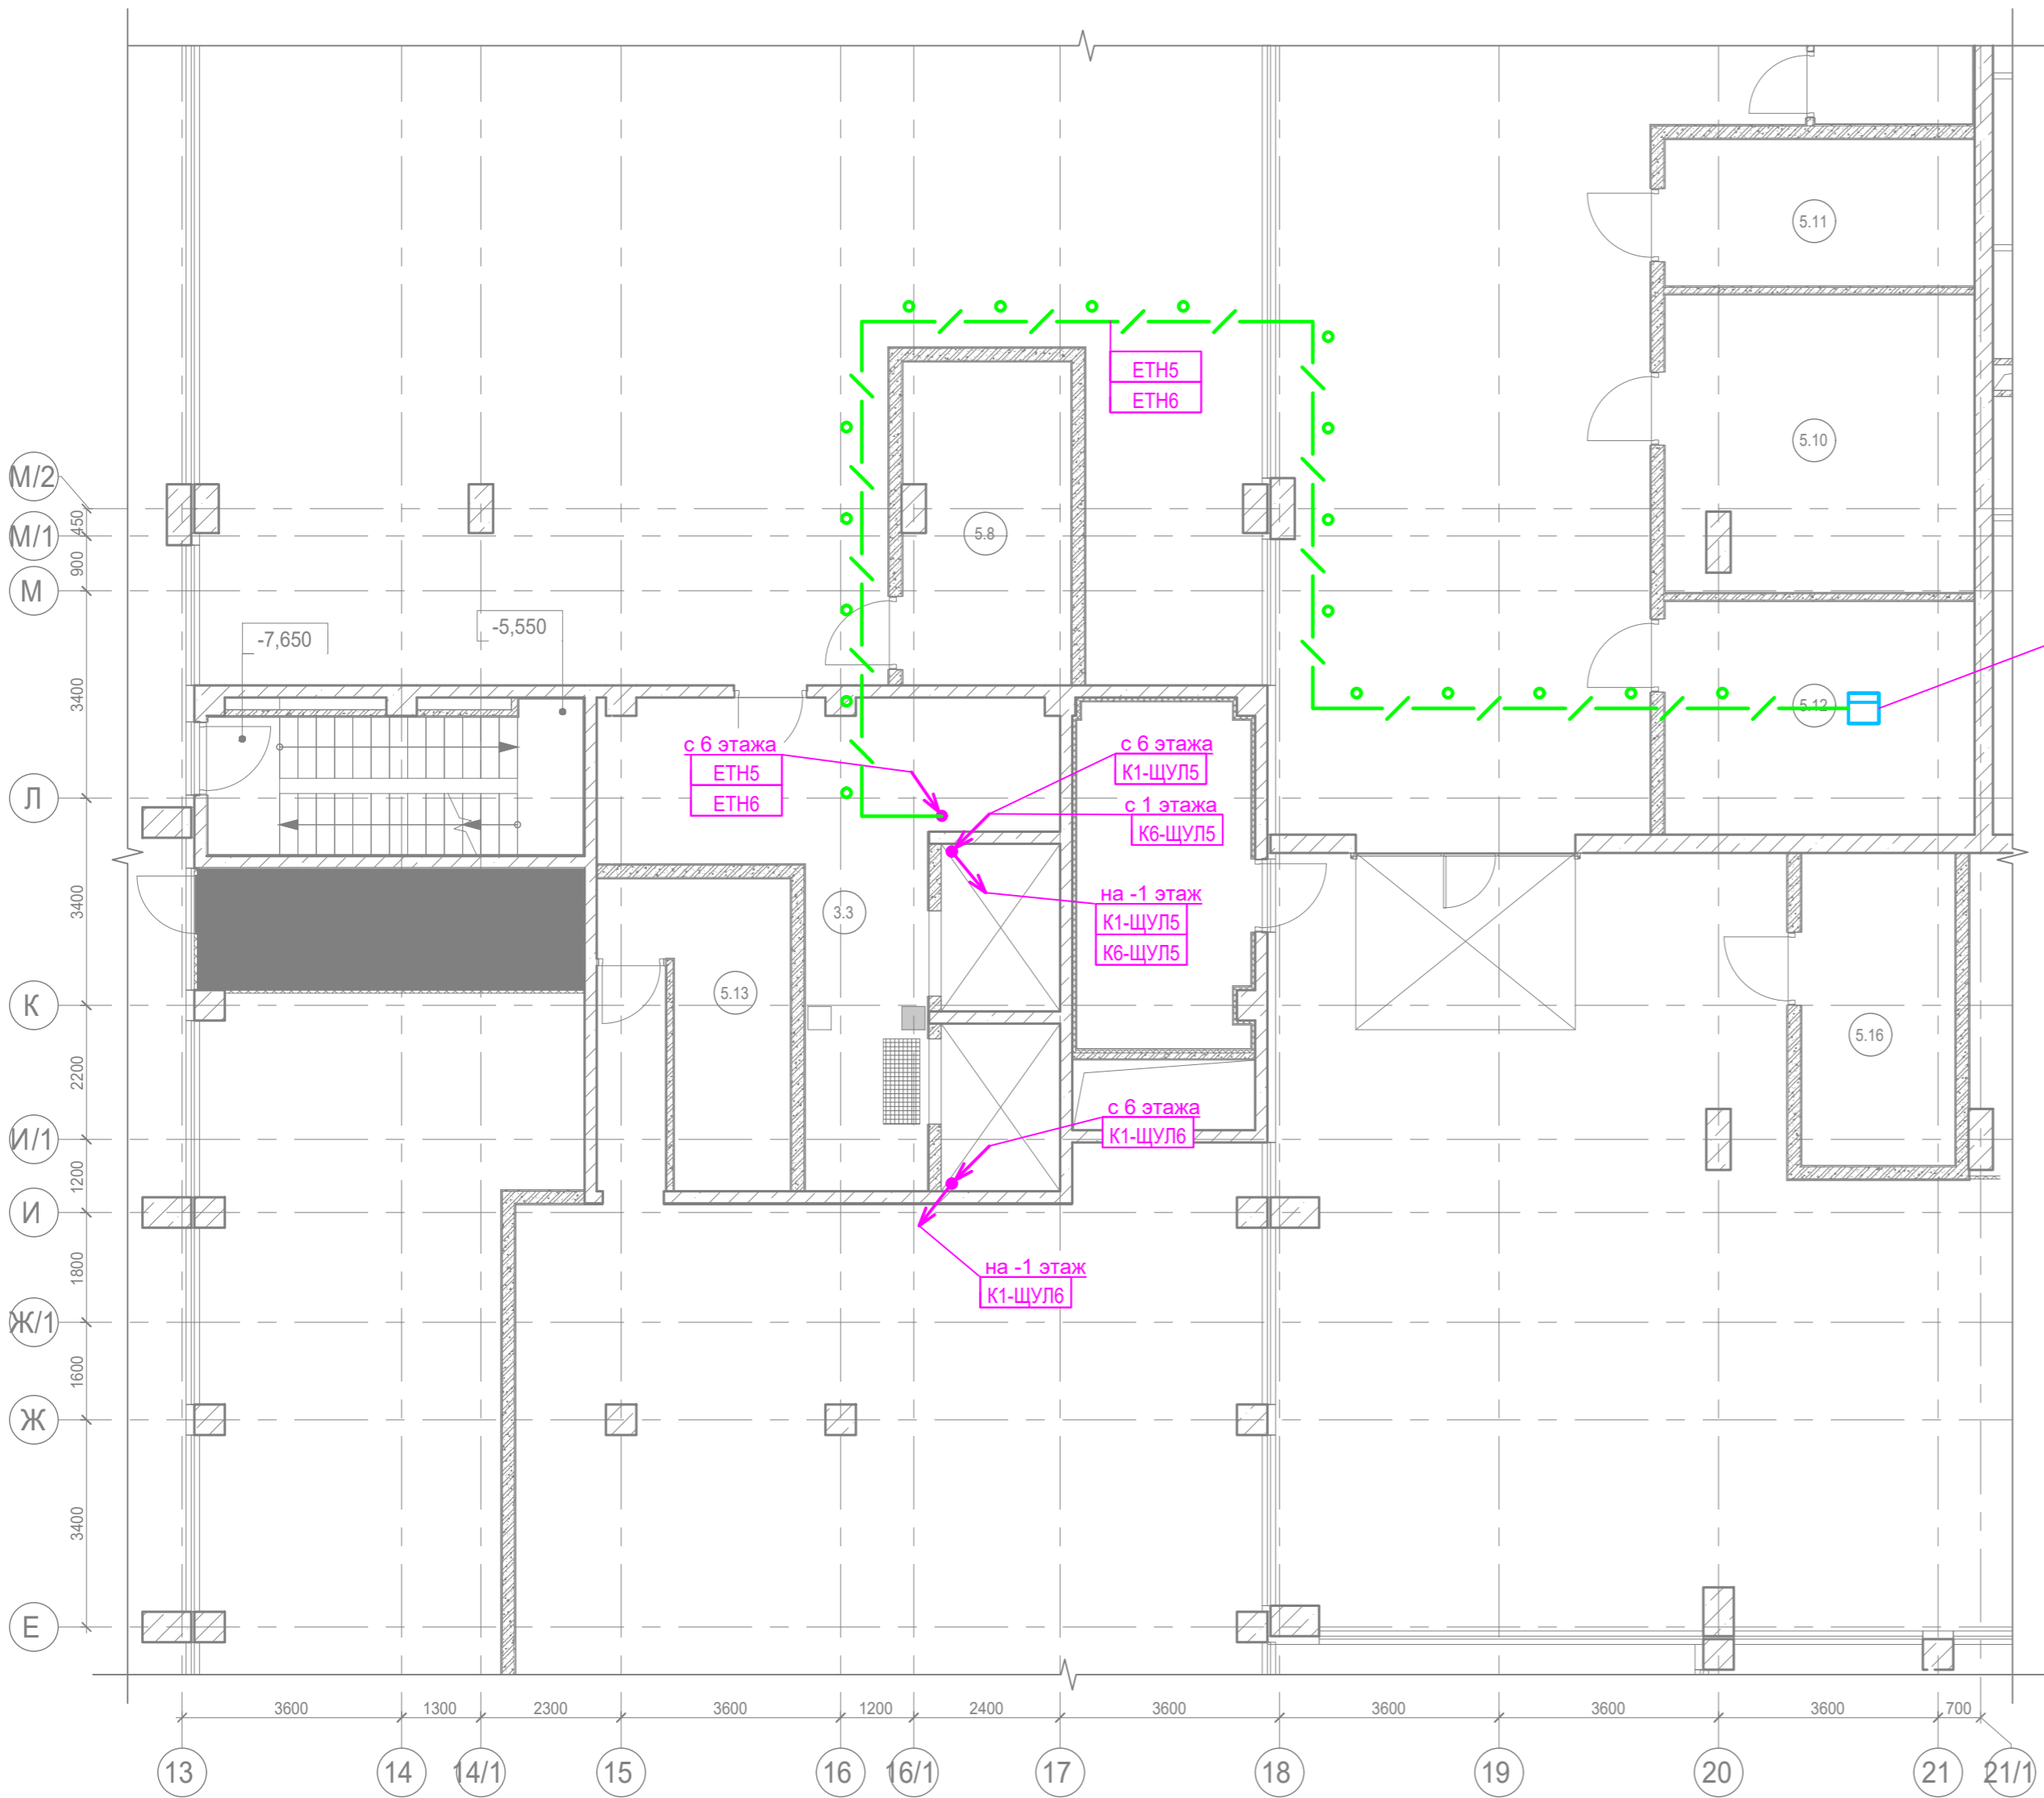 5.11
ЕТН5
ЕТН6
5.10
М/2
450
М/1
5.8
900
М
-7,650
-5,550
3400
5.12
с 6 этажа
ЕТН5
ЕТН6
с 6 этажа
К1-ЩУЛ5
Л
с 1 этажа
К6-ЩУЛ5
3400
3.3
на -1 этаж
К1-ЩУЛ5
К6-ЩУЛ5
К
5.13
5.16
2200
с 6 этажа
К1-ЩУЛ6
И/1
1200
И
1800
на -1 этаж
К1-ЩУЛ6
Ж/1
1600
Ж
3400
Е
3600 1300 2300 3600 1200 2400 3600 3600 3600 3600 700
13 14 14/1 15 16 16/1 17 18 19 20 21 21/1